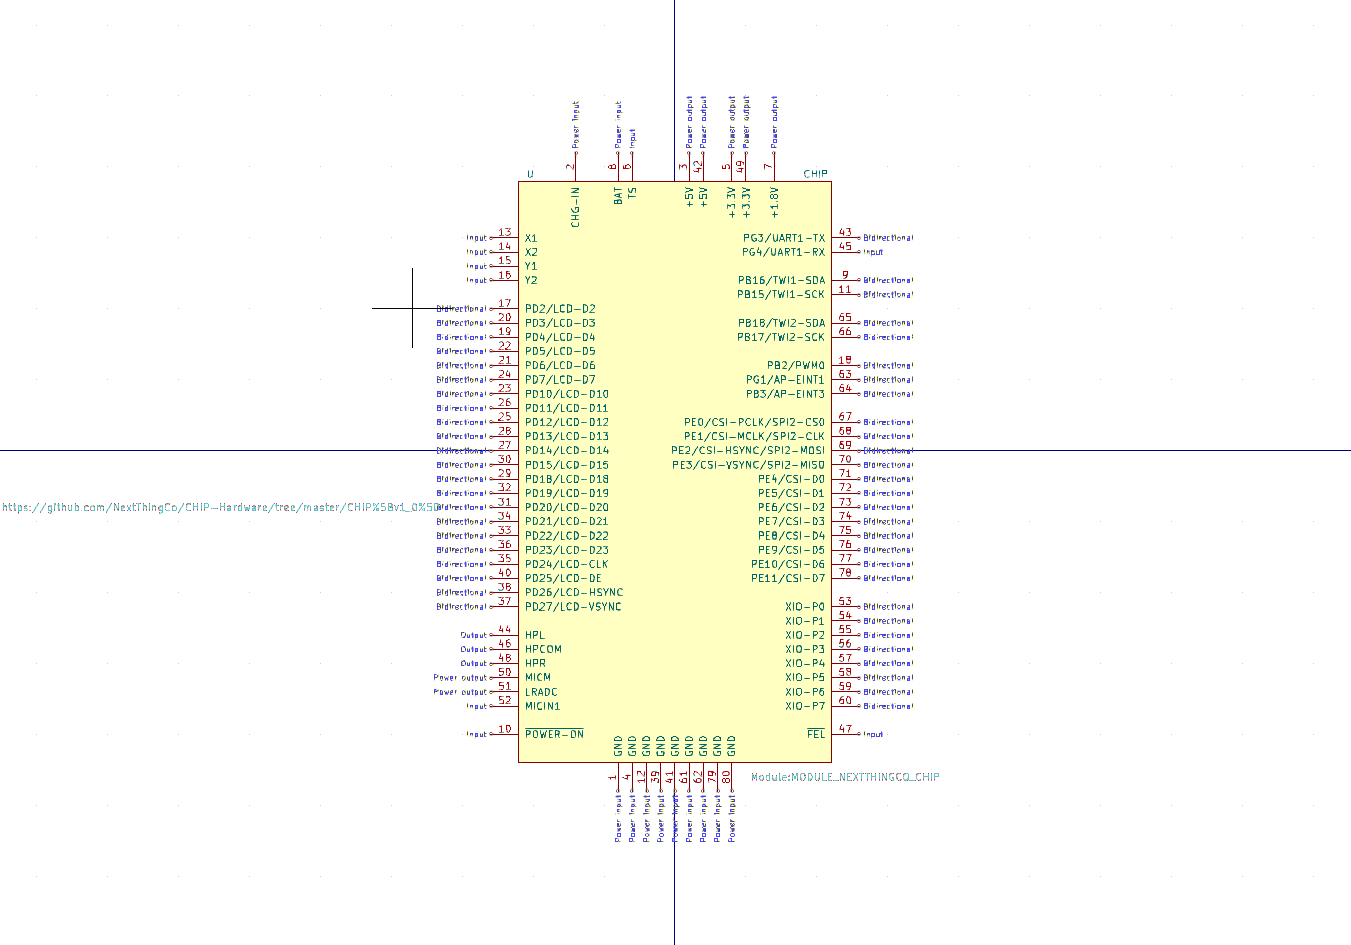 Power input
Power input
Input
Power output
Power output
Power output
Power output
Power output
2
8
6
3
42
5
49
7
U
CHIP
CHG-IN
BAT
TS
+5V
+5V
+3.3V
+3.3V
+1.8V
Input 13 X1
PG3/UART1-TX 43 Bidirectional
Input 14 X2
PG4/UART1-RX 45 Input
Input 15 Y1
Input 16 Y2
PB16/TWI1-SDA 9 Bidirectional
PB15/TWI1-SCK 11 Bidirectional
Bidirectional 17 PD2/LCD-D2
Bidirectional 20 PD3/LCD-D3
PB18/TWI2-SDA 65 Bidirectional
Bidirectional 19 PD4/LCD-D4
PB17/TWI2-SCK 66 Bidirectional
Bidirectional 22 PD5/LCD-D5
Bidirectional 21 PD6/LCD-D6
PB2/PWM0 18 Bidirectional
Bidirectional 24 PD7/LCD-D7
PG1/AP-EINT1 63 Bidirectional
Bidirectional 23 PD10/LCD-D10
PB3/AP-EINT3 64 Bidirectional
Bidirectional 26 PD11/LCD-D11
Bidirectional 25 PD12/LCD-D12
PE0/CSI-PCLK/SPI2-CS0 67 Bidirectional
Bidirectional 28 PD13/LCD-D13
PE1/CSI-MCLK/SPI2-CLK 68 Bidirectional
Bidirectional 27 PD14/LCD-D14
PE2/CSI-HSYNC/SPI2-MOSI 69 Bidirectional
Bidirectional 30 PD15/LCD-D15
PE3/CSI-VSYNC/SPI2-MISO 70 Bidirectional
Bidirectional 29 PD18/LCD-D18
PE4/CSI-D0 71 Bidirectional
Bidirectional 32 PD19/LCD-D19
PE5/CSI-D1 72 Bidirectional
https://github.com/NextThingCo/CHIP-Hardware/tree/master/CHIP%5Bv1_0%5D
Bidirectional 31 PD20/LCD-D20
PE6/CSI-D2 73 Bidirectional
Bidirectional 34 PD21/LCD-D21
PE7/CSI-D3 74 Bidirectional
Bidirectional 33 PD22/LCD-D22
PE8/CSI-D4 75 Bidirectional
Bidirectional 36 PD23/LCD-D23
PE9/CSI-D5 76 Bidirectional
Bidirectional 35 PD24/LCD-CLK
PE10/CSI-D6 77 Bidirectional
Bidirectional 40 PD25/LCD-DE
PE11/CSI-D7 78 Bidirectional
Bidirectional 38 PD26/LCD-HSYNC
Bidirectional 37 PD27/LCD-VSYNC
XIO-P0 53 Bidirectional
XIO-P1 54 Bidirectional
Output 44 HPL
XIO-P2 55 Bidirectional
Output 46 HPCOM
XIO-P3 56 Bidirectional
Output 48 HPR
XIO-P4 57 Bidirectional
Power output 50 MICM
XIO-P5 58 Bidirectional
Power output 51 LRADC
XIO-P6 59 Bidirectional
Input 52 MICIN1
XIO-P7 60 Bidirectional
Input 10 POWER-ON
FEL 47 Input
GND
GND
GND
GND
GND
GND
GND
GND
GND
1
4
12
39
41
61
62
79
80
Module:MODULE_NEXTTHINGCO_CHIP
Power input
Power input
Power input
Power input
Power input
Power input
Power input
Power input
Power input